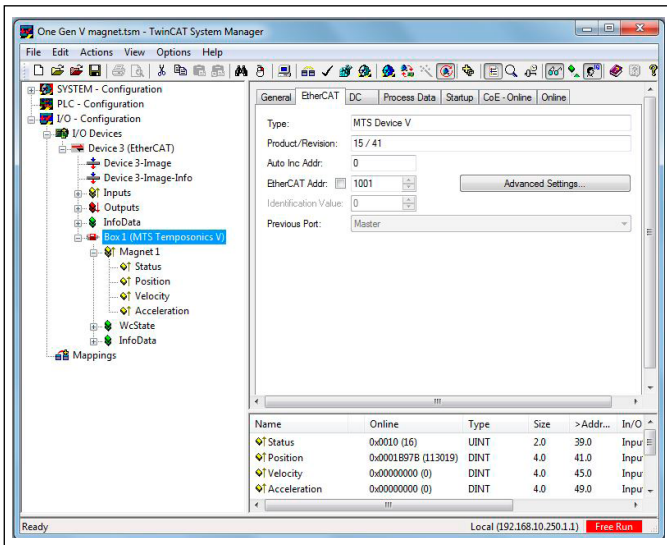 One Gen V magnet.tsm - TwinCAT System Manager
File Edit Actions View Options Help
SYSTEM - Configuration
PLC - Configuration
I/O - Configuration
I/O Devices
Device 3 (EtherCAT)
Device 3-Image
Device 3-Image-Info
Inputs
Outputs
InfoData
Box 1 (MTS Temposonics V)
Magnet 1
Status
Position
Velocity
Acceleration
WcState
InfoData
Mappings
General EtherCAT DC Process Data Startup CoE - Online Online
Type: MTS Device V
Product/Revision: 15 / 41
Auto Inc Addr: 0
EtherCAT Addr: 1001 Advanced Settings...
Identification Value: 0
Previous Port: Master
Name Online Type Size >Addr... In/O
Status 0x0010 (16) UINT 2.0 39.0 Inpu
Position 0x0001B97B (113019) DINT 4.0 41.0 Inpu
Velocity 0x00000000 (0) DINT 4.0 45.0 Inpu
Acceleration 0x00000000 (0) DINT 4.0 49.0 Inpu
Ready Local (192.168.10.250.1.1) Free Run